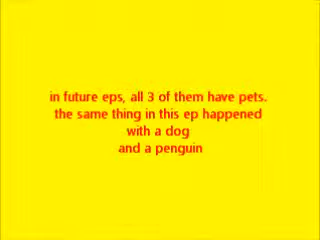 in future eps, all 3 of them have pets.
the same thing in this ep happened
with a dog
and a penguin